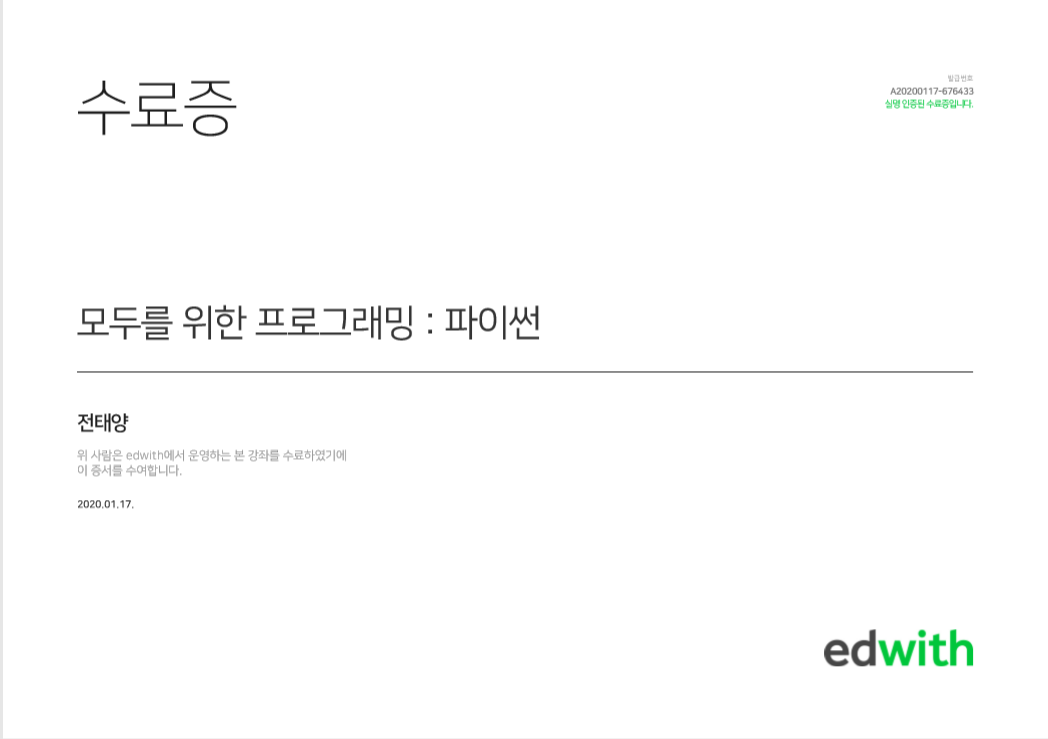 수료증
발급번호
A20200117-676433
실명 인증된 수료증입니다.
모두를 위한 프로그래밍 : 파이썬
전태양
위 사람은 edwith에서 운영하는 본 강좌를 수료하였기에
이 증서를 수여합니다.
2020.01.17.
edwith